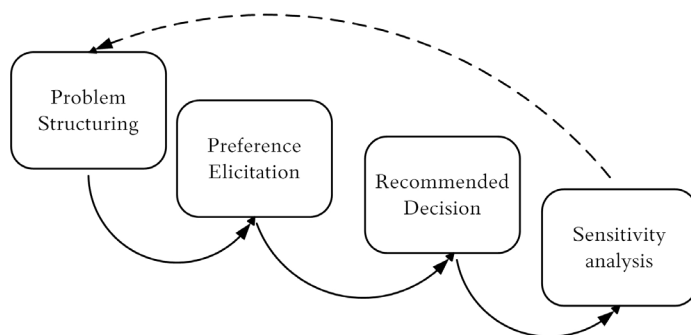 Problem
Structuring
Preference
Elicitation
Recommended
Decision
Sensitivity
analysis